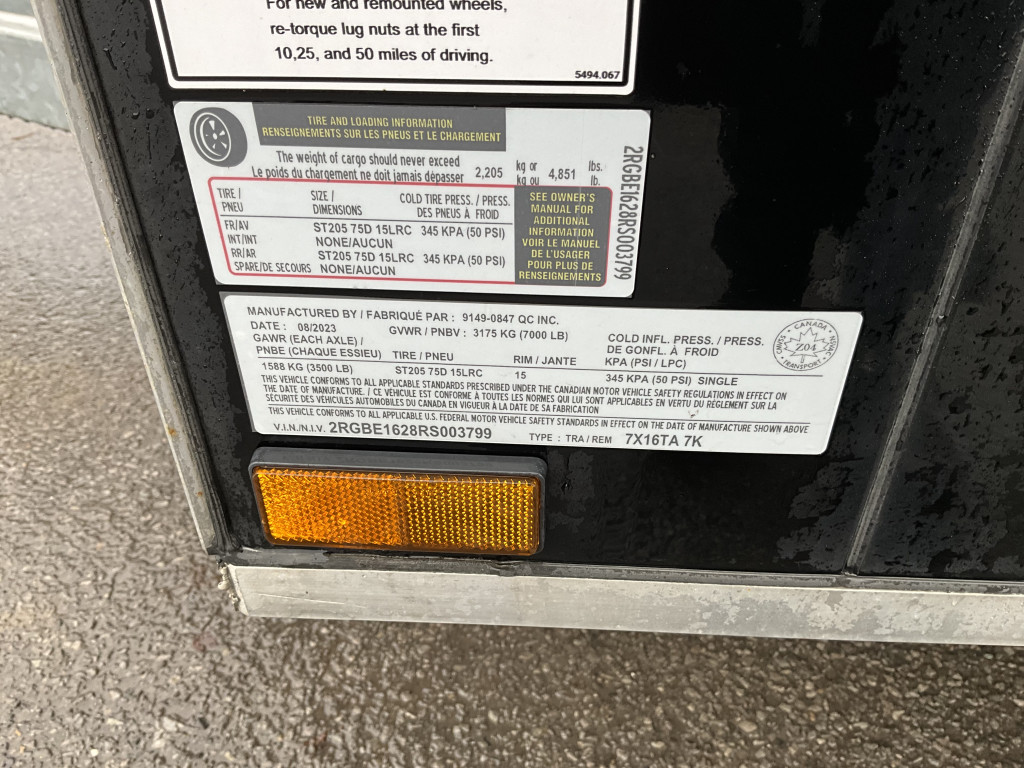 For new and remounted wheels,
re-torque lug nuts at the first
10,25, and 50 miles of driving.
5494.067
TIRE AND LOADING INFORMATION
RENSEIGNEMENTS SUR LES PNEUS ET LE CHARGEMENT
The weight of cargo should never exceed
Le poids du chargement ne doit jamais dépasser 2,205 kg or kg ou 4,851 lbs. lb.
TIRE / PNEU SIZE / DIMENSIONS COLD TIRE PRESS. / PRESS. DES PNEUS À FROID
FR/AV ST205 75D 15LRC 345 KPA (50 PSI)
INT/INT NONE/AUCUN
RR/AR ST205 75D 15LRC 345 KPA (50 PSI)
SPARE/DE SECOURS NONE/AUCUN
SEE OWNER'S
MANUAL FOR
ADDITIONAL
INFORMATION
VOIR LE MANUEL
DE L'USAGER
POUR PLUS DE
RENSEIGNEMENTS
2RGBE1628RS003799
MANUFACTURED BY / FABRIQUÉ PAR : 9149-0847 QC INC.
DATE : 08/2023 GVWR / PNBV : 3175 KG (7000 LB)
GAWR (EACH AXLE) / PNBE (CHAQUE ESSIEU) TIRE / PNEU RIM / JANTE COLD INFL. PRESS. / PRESS. DE GONFL. À FROID KPA (PSI / LPC)
1588 KG (3500 LB) ST205 75D 15LRC 15 345 KPA (50 PSI) SINGLE
THIS VEHICLE CONFORMS TO ALL APPLICABLE STANDARDS PRESCRIBED UNDER THE CANADIAN MOTOR VEHICLE SAFETY REGULATIONS IN EFFECT ON
THE DATE OF MANUFACTURE. / CE VÉHICULE EST CONFORME À TOUTES LES NORMES QUI LUI SONT APPLICABLES EN VERTU DU RÈGLEMENT SUR LA
SÉCURITÉ DES VÉHICULES AUTOMOBILES DU CANADA EN VIGUEUR À LA DATE DE SA FABRICATION
THIS VEHICLE CONFORMS TO ALL APPLICABLE U.S. FEDERAL MOTOR VEHICLE SAFETY STANDARDS IN EFFECT ON THE DATE OF MANUFACTURE SHOWN ABOVE
V.I.N./N.I.V. 2RGBE1628RS003799 TYPE : TRA / REM 7X16TA 7K
CANADA
TRANSPORT